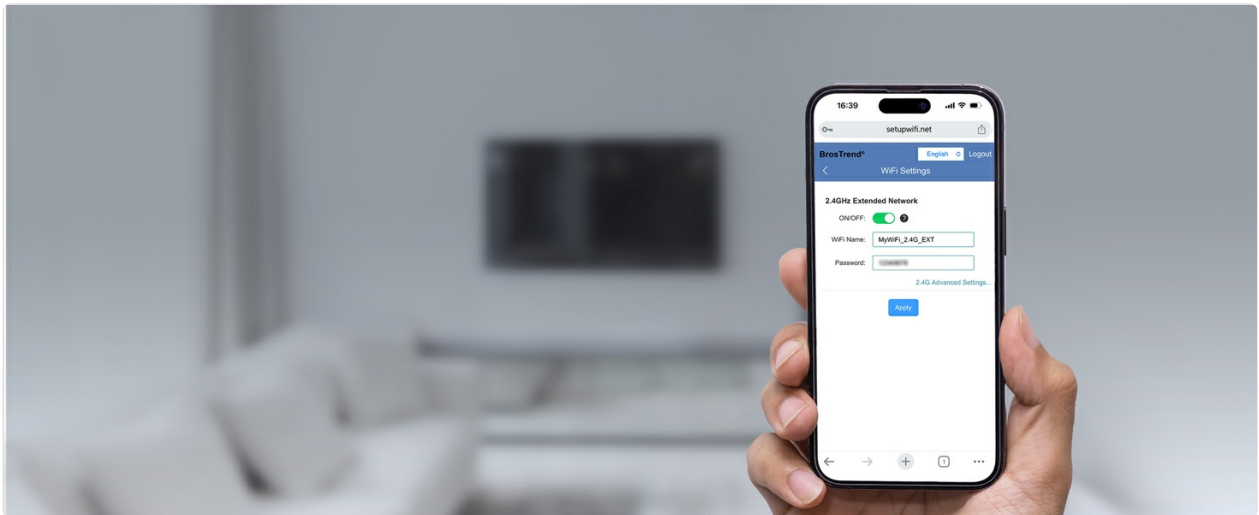 16:39
setupwifi.net
BrosTrend®
English
Logout
WiFi Settings
2.4GHz Extended Network
ON/OFF:
?
WiFi Name:
MyWiFi_2.4G_EXT
Password:
2.4G Advanced Settings...
Apply
1